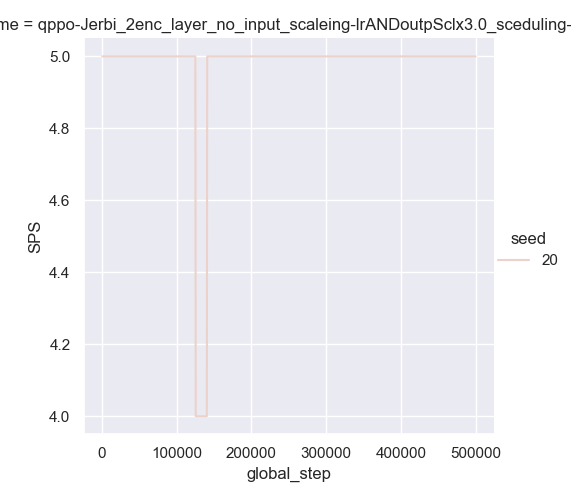 me = qppo-Jerbi_2enc_layer_no_input_scaleing-lrANDoutpSclx3.0_sceduling-
5.0
4.8
4.6
4.4
4.2
4.0
SPS
0 100000 200000 300000 400000 500000
global_step
seed
20